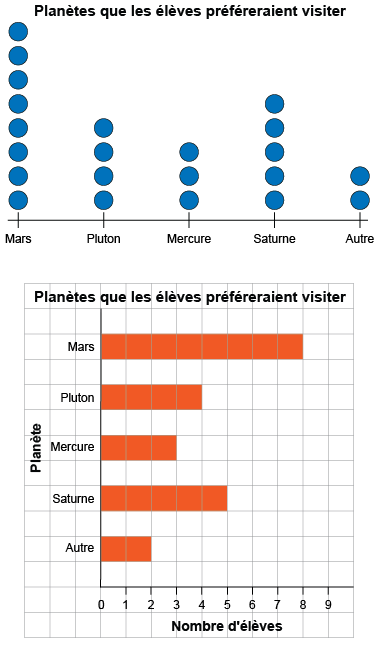 Planètes que les élèves préféreraient visiter
Mars Pluton Mercure Saturne Autre
Planètes que les élèves préféreraient visiter
Planète
Mars
Pluton
Mercure
Saturne
Autre
0 1 2 3 4 5 6 7 8 9
Nombre d'élèves